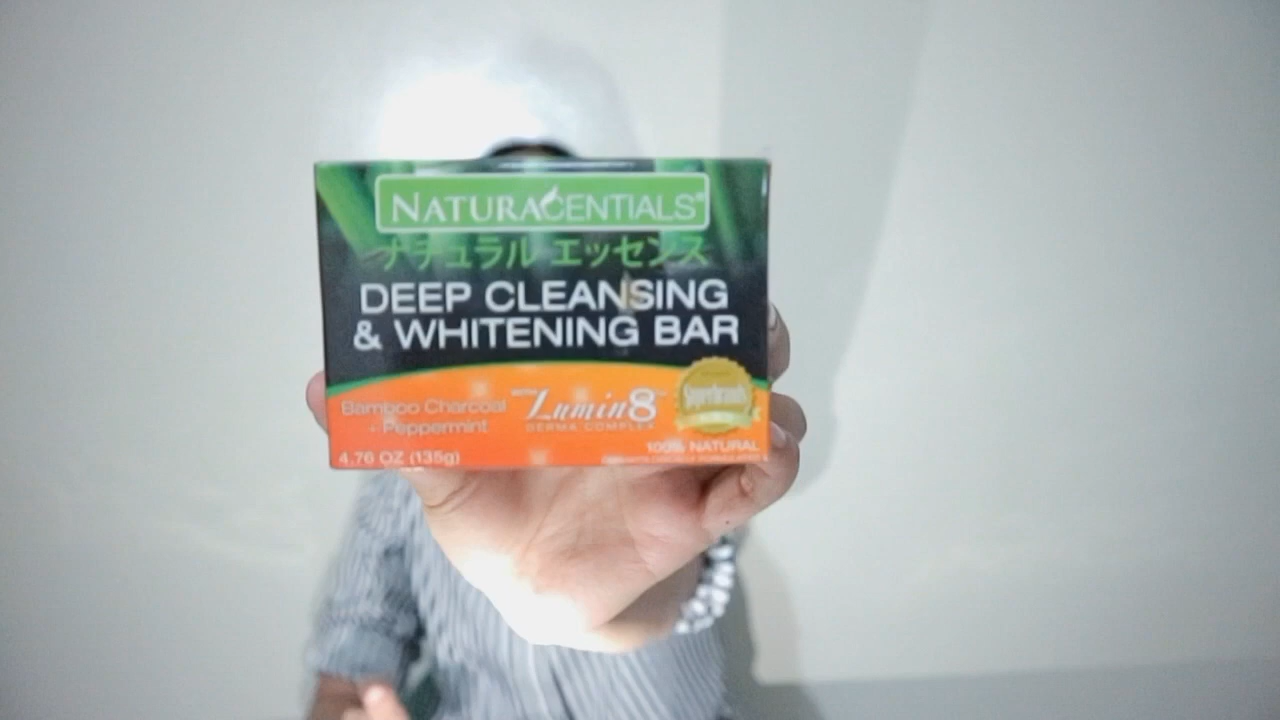 NATURACENTIALS®
ナチュラル エッセンス
DEEP CLEANSING
& WHITENING BAR
Bamboo Charcoal
+ Peppermint
Lumin8
DERMA COMPLEX
Superbrands
4.76 OZ (135g)
100% NATURAL